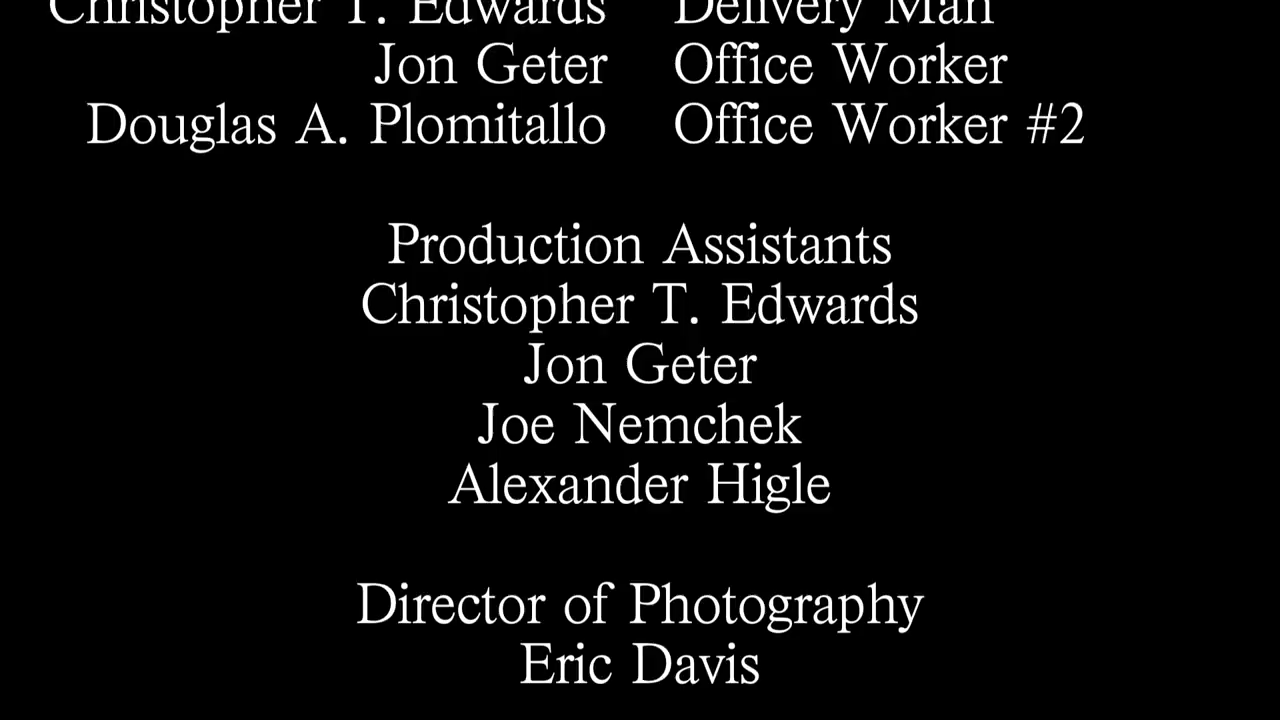 Christopher T. Edwards Delivery Man
Jon Geter Office Worker
Douglas A. Plomitallo Office Worker #2
Production Assistants
Christopher T. Edwards
Jon Geter
Joe Nemchek
Alexander Higle
Director of Photography
Eric Davis